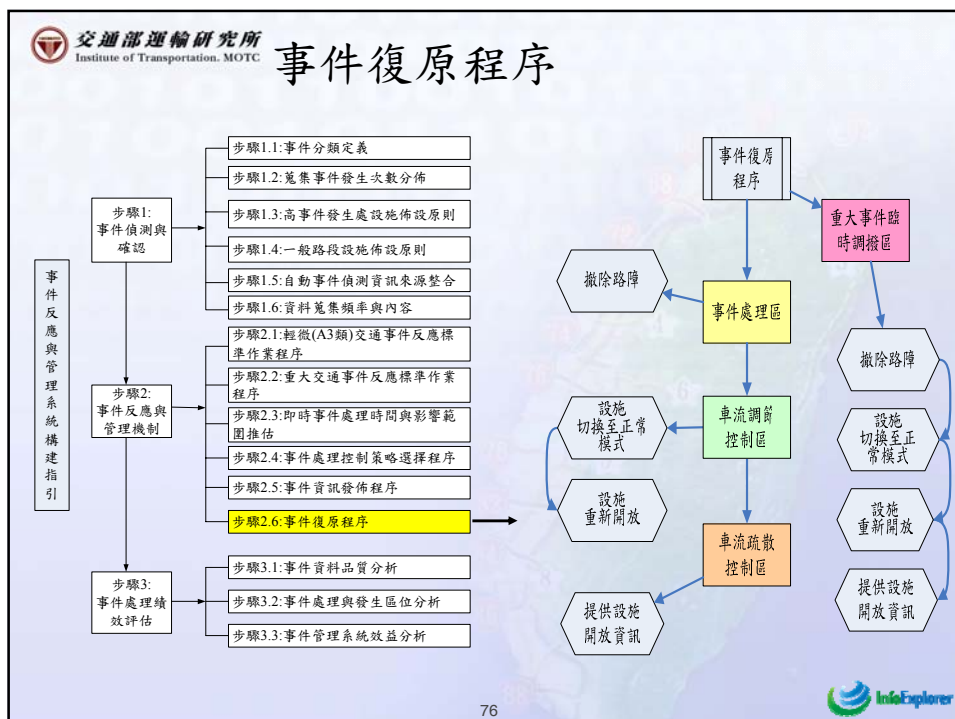 交通部運輸研究所
Institute of Transportation. MOTC
事件復原程序
事件反應與管理系統構建指引
步驟1:
事件偵測與
確認
步驟1.1:事件分類定義
步驟1.2:蒐集事件發生次數分佈
步驟1.3:高事件發生處設施佈設原則
步驟1.4:一般路段設施佈設原則
步驟1.5:自動事件偵測資訊來源整合
步驟1.6:資料蒐集頻率與內容
步驟2:
事件反應與
管理機制
步驟2.1:輕微(A3類)交通事件反應標
準作業程序
步驟2.2:重大交通事件反應標準作業
程序
步驟2.3:即時事件處理時間與影響範
圍推估
步驟2.4:事件處理控制策略選擇程序
步驟2.5:事件資訊發佈程序
步驟2.6:事件復原程序
步驟3:
事件處理績
效評估
步驟3.1:事件資料品質分析
步驟3.2:事件處理與發生區位分析
步驟3.3:事件管理系統效益分析
事件復原
程序
重大事件臨
時調撥區
撤除路障
事件處理區
撤除路障
設施
切換至正常
模式
車流調節
控制區
設施
切換至正
常模式
設施
重新開放
設施
重新開放
車流疏散
控制區
提供設施
開放資訊
提供設施
開放資訊
76
InfoExplorer